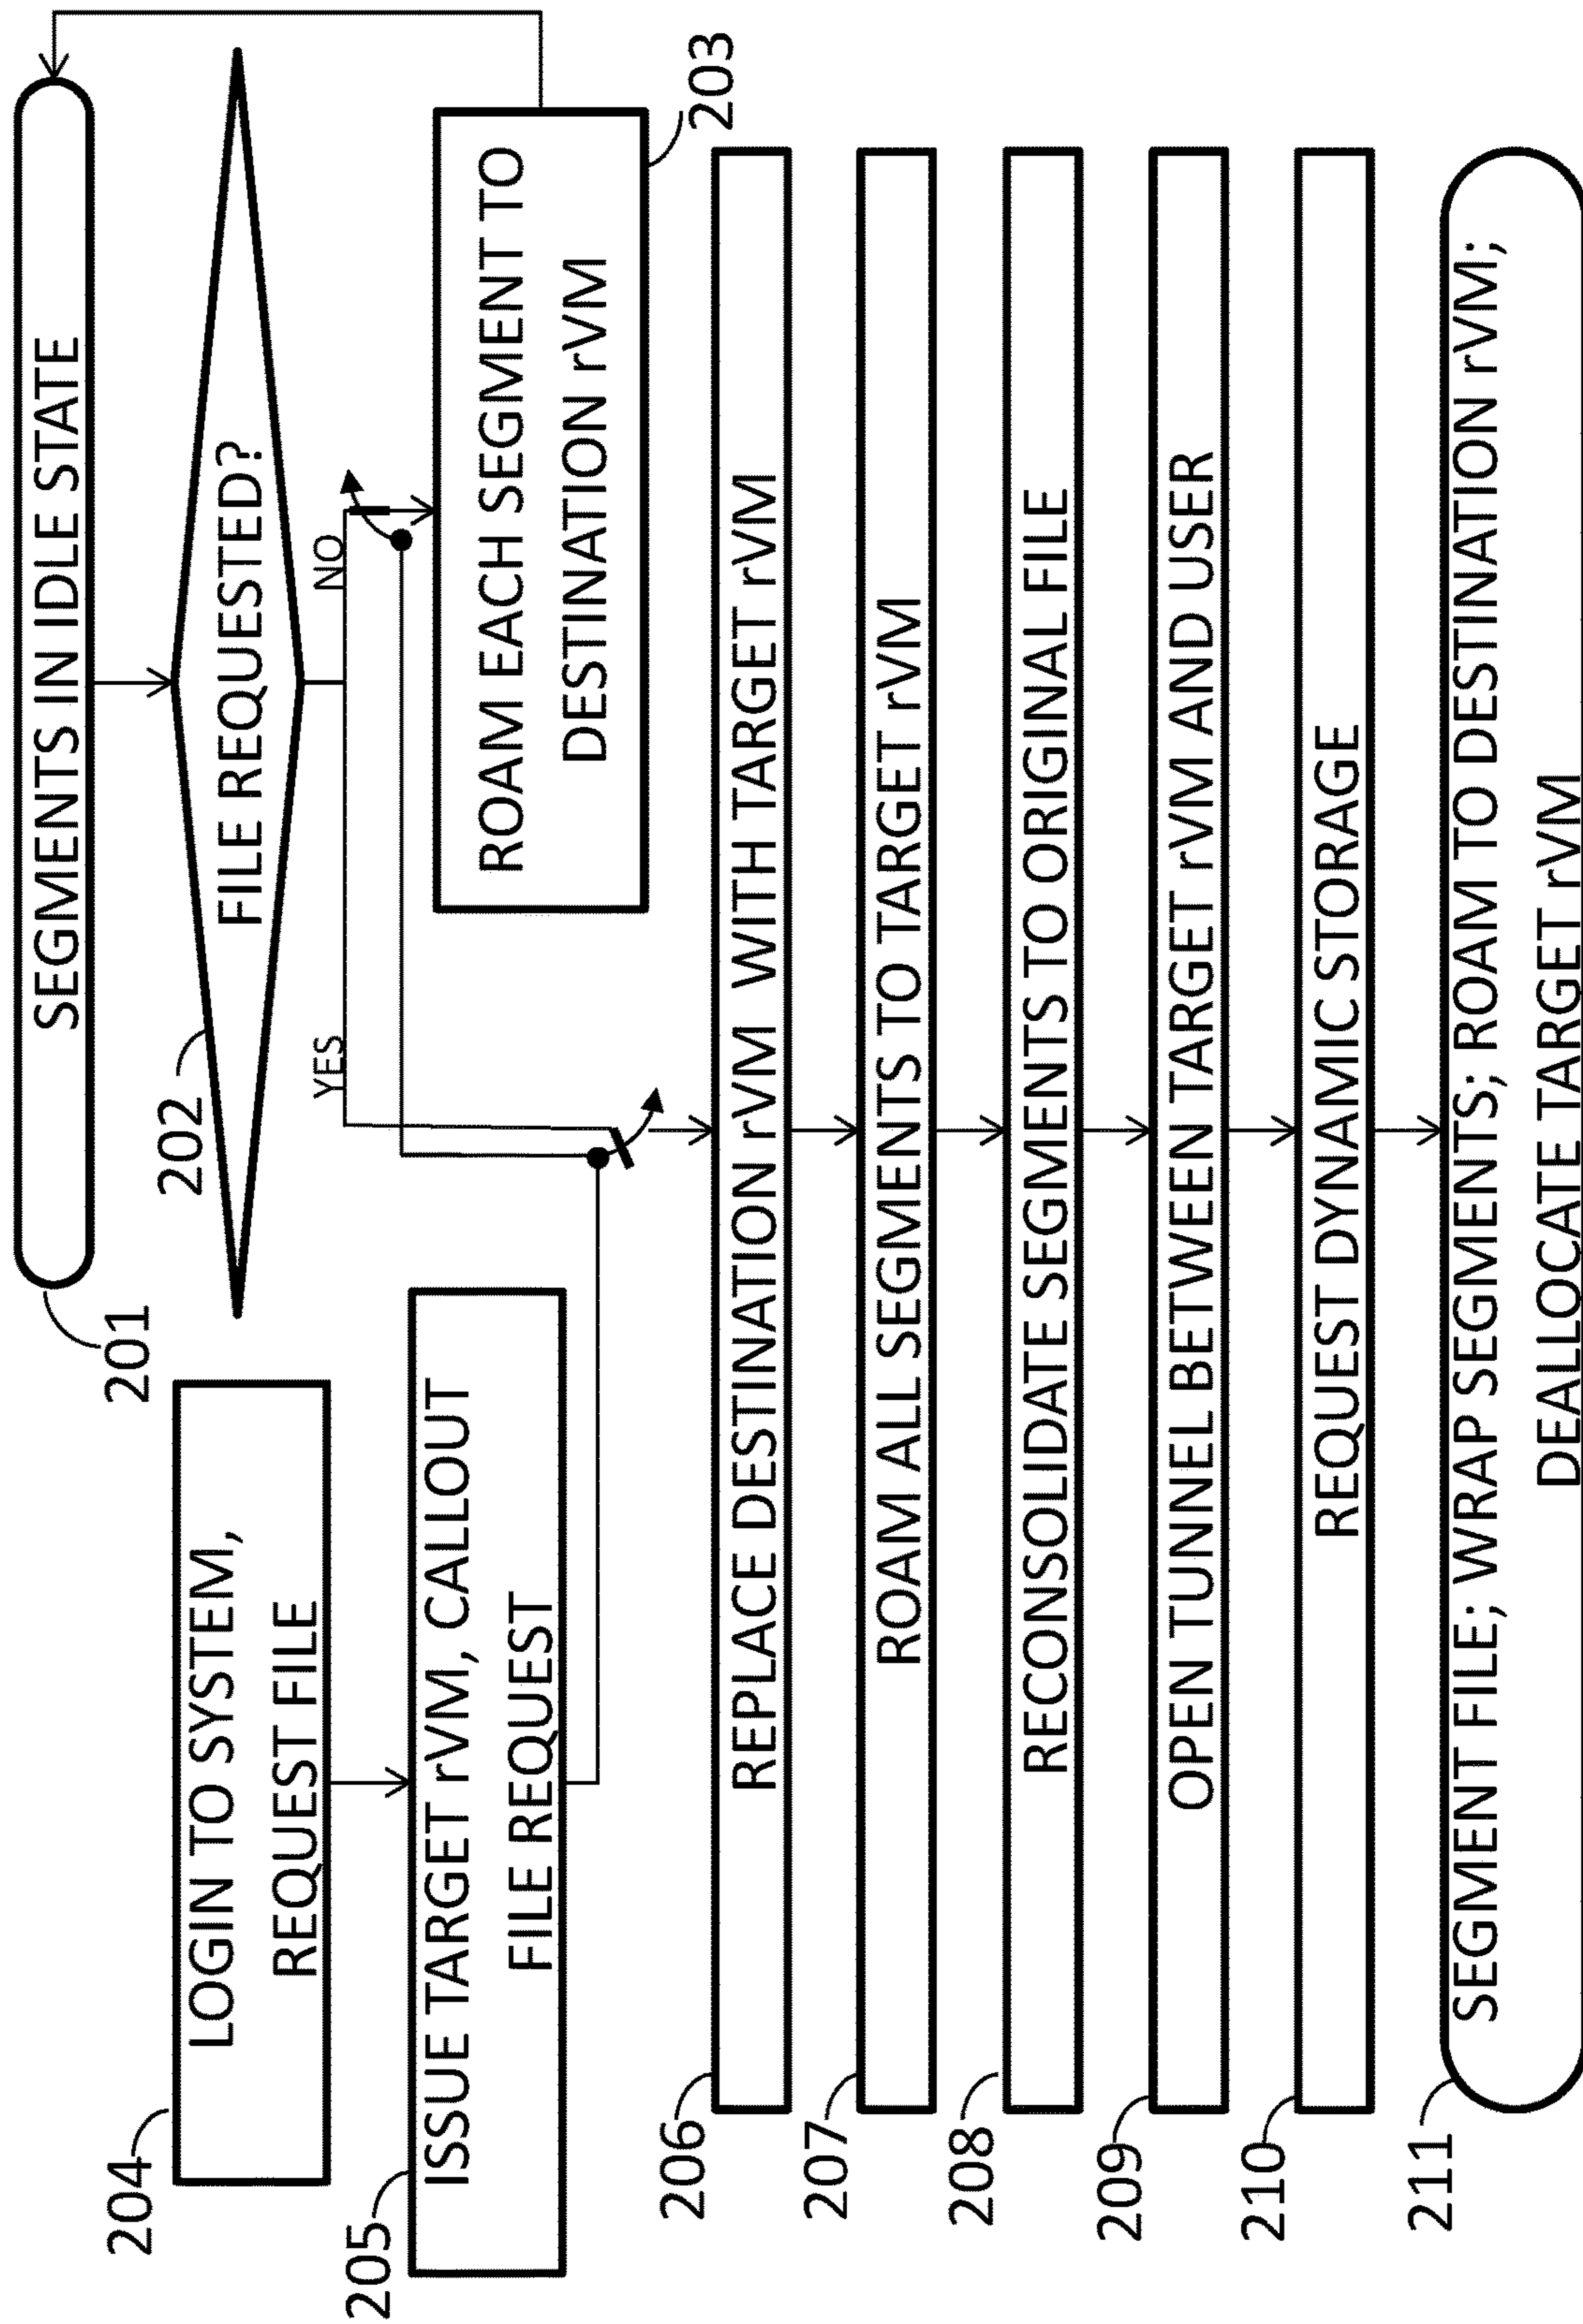 201
SEGMENTS IN IDLE STATE
202
FILE REQUESTED?
YES
NO
ROAM EACH SEGMENT TO
DESTINATION rVM
203
204
LOGIN TO SYSTEM,
REQUEST FILE
205
ISSUE TARGET rVM, CALLOUT
FILE REQUEST
206
REPLACE DESTINATION rVM WITH TARGET rVM
207
ROAM ALL SEGMENTS TO TARGET rVM
208
RECONSOLIDATE SEGMENTS TO ORIGINAL FILE
209
OPEN TUNNEL BETWEEN TARGET rVM AND USER
210
REQUEST DYNAMIC STORAGE
211
SEGMENT FILE; WRAP SEGMENTS; ROAM TO DESTINATION rVM;
DEALLOCATE TARGET rVM